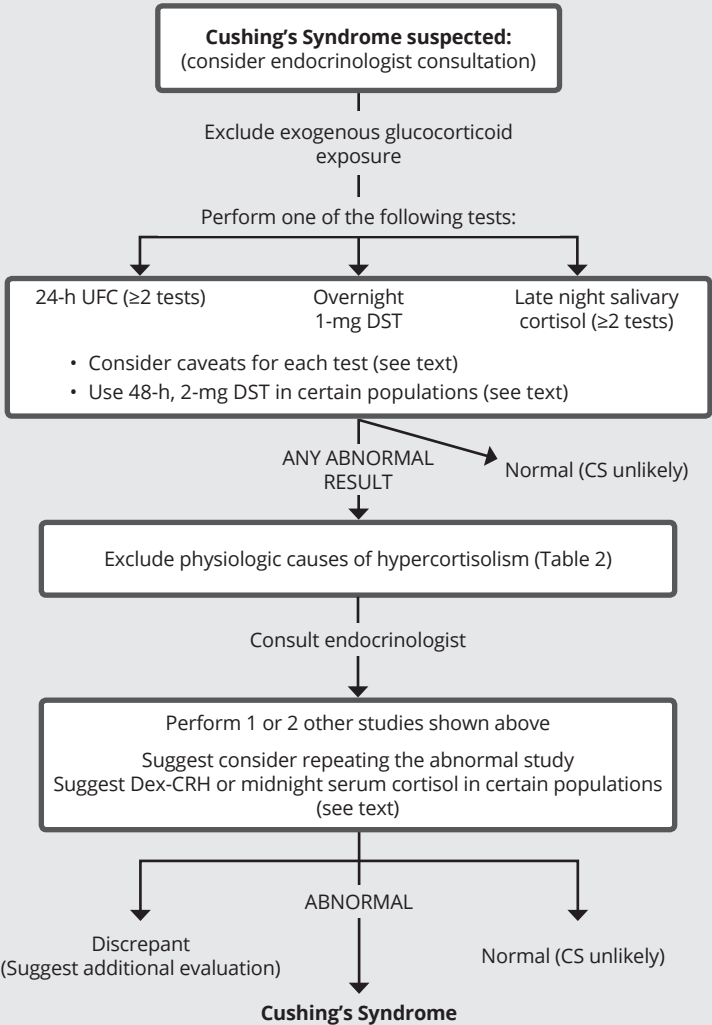 Cushing's Syndrome suspected:
(consider endocrinologist consultation)
Exclude exogenous glucocorticoid
exposure
Perform one of the following tests:
24-h UFC (≥2 tests)
Overnight
1-mg DST
Late night salivary
cortisol (≥2 tests)
• Consider caveats for each test (see text)
• Use 48-h, 2-mg DST in certain populations (see text)
ANY ABNORMAL
RESULT
Normal (CS unlikely)
Exclude physiologic causes of hypercortisolism (Table 2)
Consult endocrinologist
Perform 1 or 2 other studies shown above
Suggest consider repeating the abnormal study
Suggest Dex-CRH or midnight serum cortisol in certain populations
(see text)
ABNORMAL
Discrepant
(Suggest additional evaluation)
Normal (CS unlikely)
Cushing's Syndrome